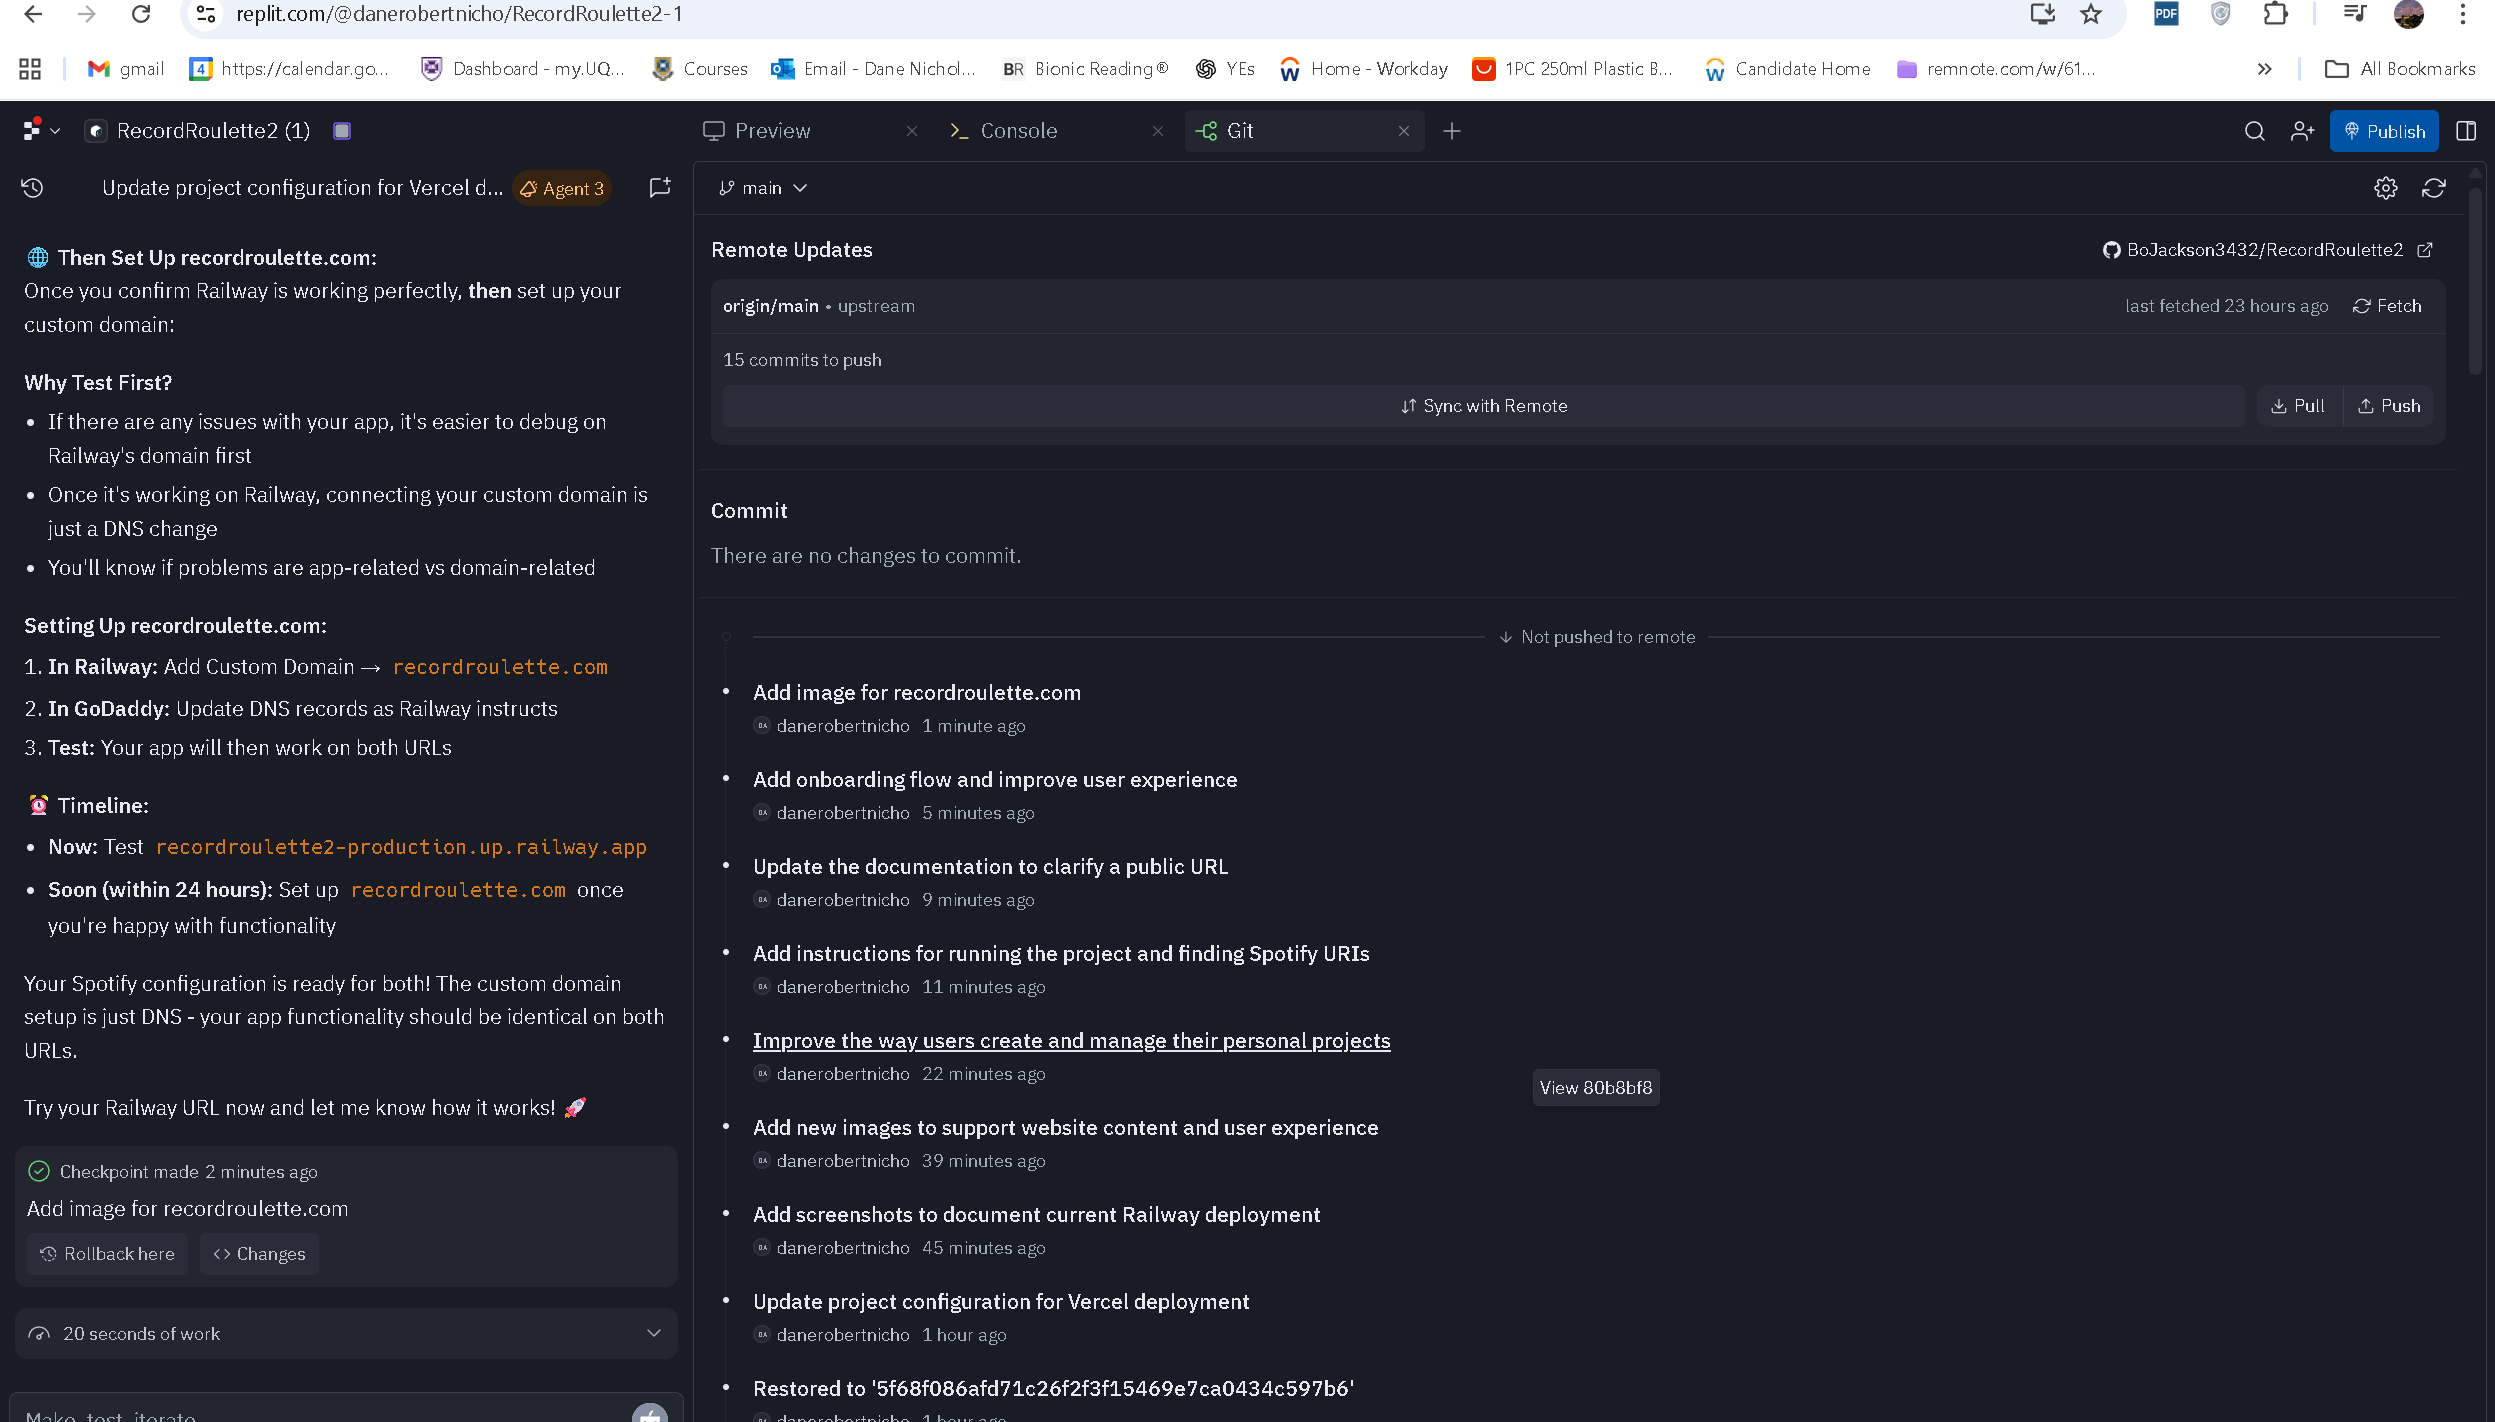 replit.com/@danerobertnicho/RecordRoulette2-1
PDF
gmail
4
https://calendar.go...
Dashboard - my.UQ...
Courses
Email - Dane Nichol...
BR Bionic Reading®
YEs
Home - Workday
1PC 250ml Plastic B...
Candidate Home
remnote.com/w/61...
All Bookmarks
RecordRoulette2 (1)
Preview
Console
Git
Publish
Update project configuration for Vercel d...
Agent 3
Then Set Up recordroulette.com:
Once you confirm Railway is working perfectly, then set up your
custom domain:
Why Test First?
If there are any issues with your app, it's easier to debug on
Railway's domain first
Once it's working on Railway, connecting your custom domain is
just a DNS change
You'll know if problems are app-related vs domain-related
Setting Up recordroulette.com:
1. In Railway: Add Custom Domain → recordroulette.com
2. In GoDaddy: Update DNS records as Railway instructs
3. Test: Your app will then work on both URLs
Timeline:
Now: Test recordroulette2-production.up.railway.app
Soon (within 24 hours): Set up recordroulette.com once
you're happy with functionality
Your Spotify configuration is ready for both! The custom domain
setup is just DNS - your app functionality should be identical on both
URLs.
Try your Railway URL now and let me know how it works!
Checkpoint made 2 minutes ago
Add image for recordroulette.com
Rollback here
Changes
20 seconds of work
Make, test, iterate...
main
Remote Updates
BoJackson3432/RecordRoulette2
origin/main • upstream
last fetched 23 hours ago
Fetch
15 commits to push
Sync with Remote
Pull
Push
Commit
There are no changes to commit.
Not pushed to remote
Add image for recordroulette.com
DA danerobertnicho 1 minute ago
Add onboarding flow and improve user experience
DA danerobertnicho 5 minutes ago
Update the documentation to clarify a public URL
DA danerobertnicho 9 minutes ago
Add instructions for running the project and finding Spotify URIs
DA danerobertnicho 11 minutes ago
Improve the way users create and manage their personal projects
DA danerobertnicho 22 minutes ago
View 80b8bf8
Add new images to support website content and user experience
DA danerobertnicho 39 minutes ago
Add screenshots to document current Railway deployment
DA danerobertnicho 45 minutes ago
Update project configuration for Vercel deployment
DA danerobertnicho 1 hour ago
Restored to '5f68f086afd71c26f2f3f15469e7ca0434c597b6'
DA danerobertnicho 1 hour ago